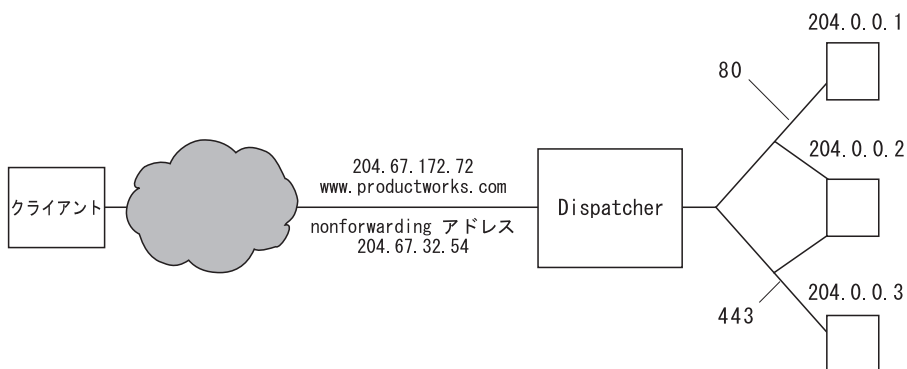 クライアント
204.67.172.72
www.productworks.com
nonforwarding アドレス
204.67.32.54
Dispatcher
80
443
204.0.0.1
204.0.0.2
204.0.0.3